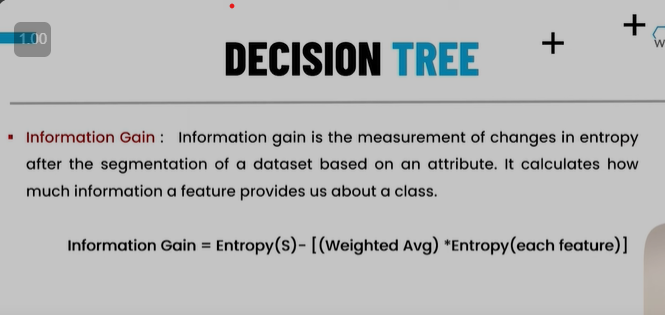 1.00
DECISION TREE
W
Information Gain : Information gain is the measurement of changes in entropy
after the segmentation of a dataset based on an attribute. It calculates how
much information a feature provides us about a class.
Information Gain = Entropy(S)- [(Weighted Avg) *Entropy(each feature)]